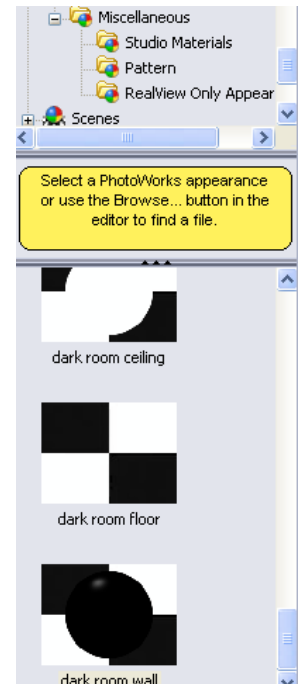 Miscellaneous
Studio Materials
Pattern
RealView Only Appear
Scenes
Select a PhotoWorks appearance
or use the Browse... button in the
editor to find a file.
dark room ceiling
dark room floor
dark room wall